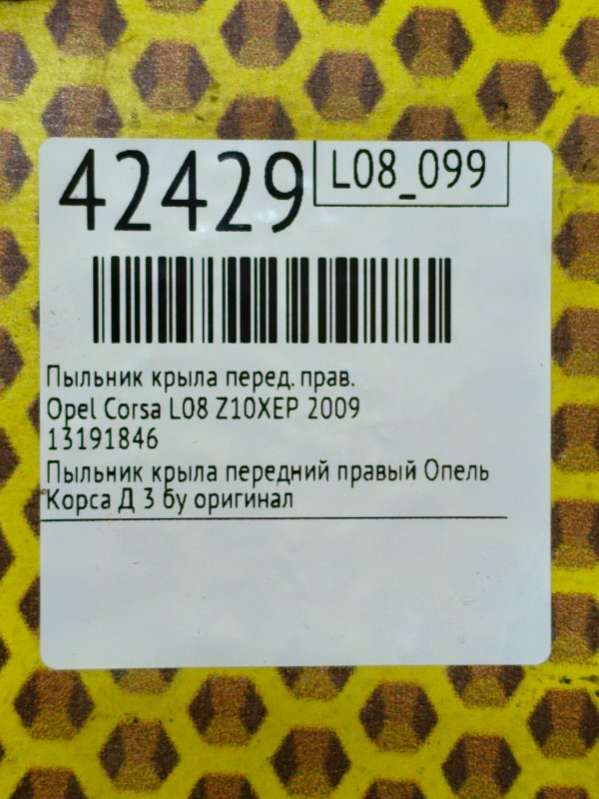 42429
L08_099
Пыльник крыла перед. прав.
Opel Corsa L08 Z10XEP 2009
13191846
Пыльник крыла передний правый Опель
Корса Д 3 бу оригинал